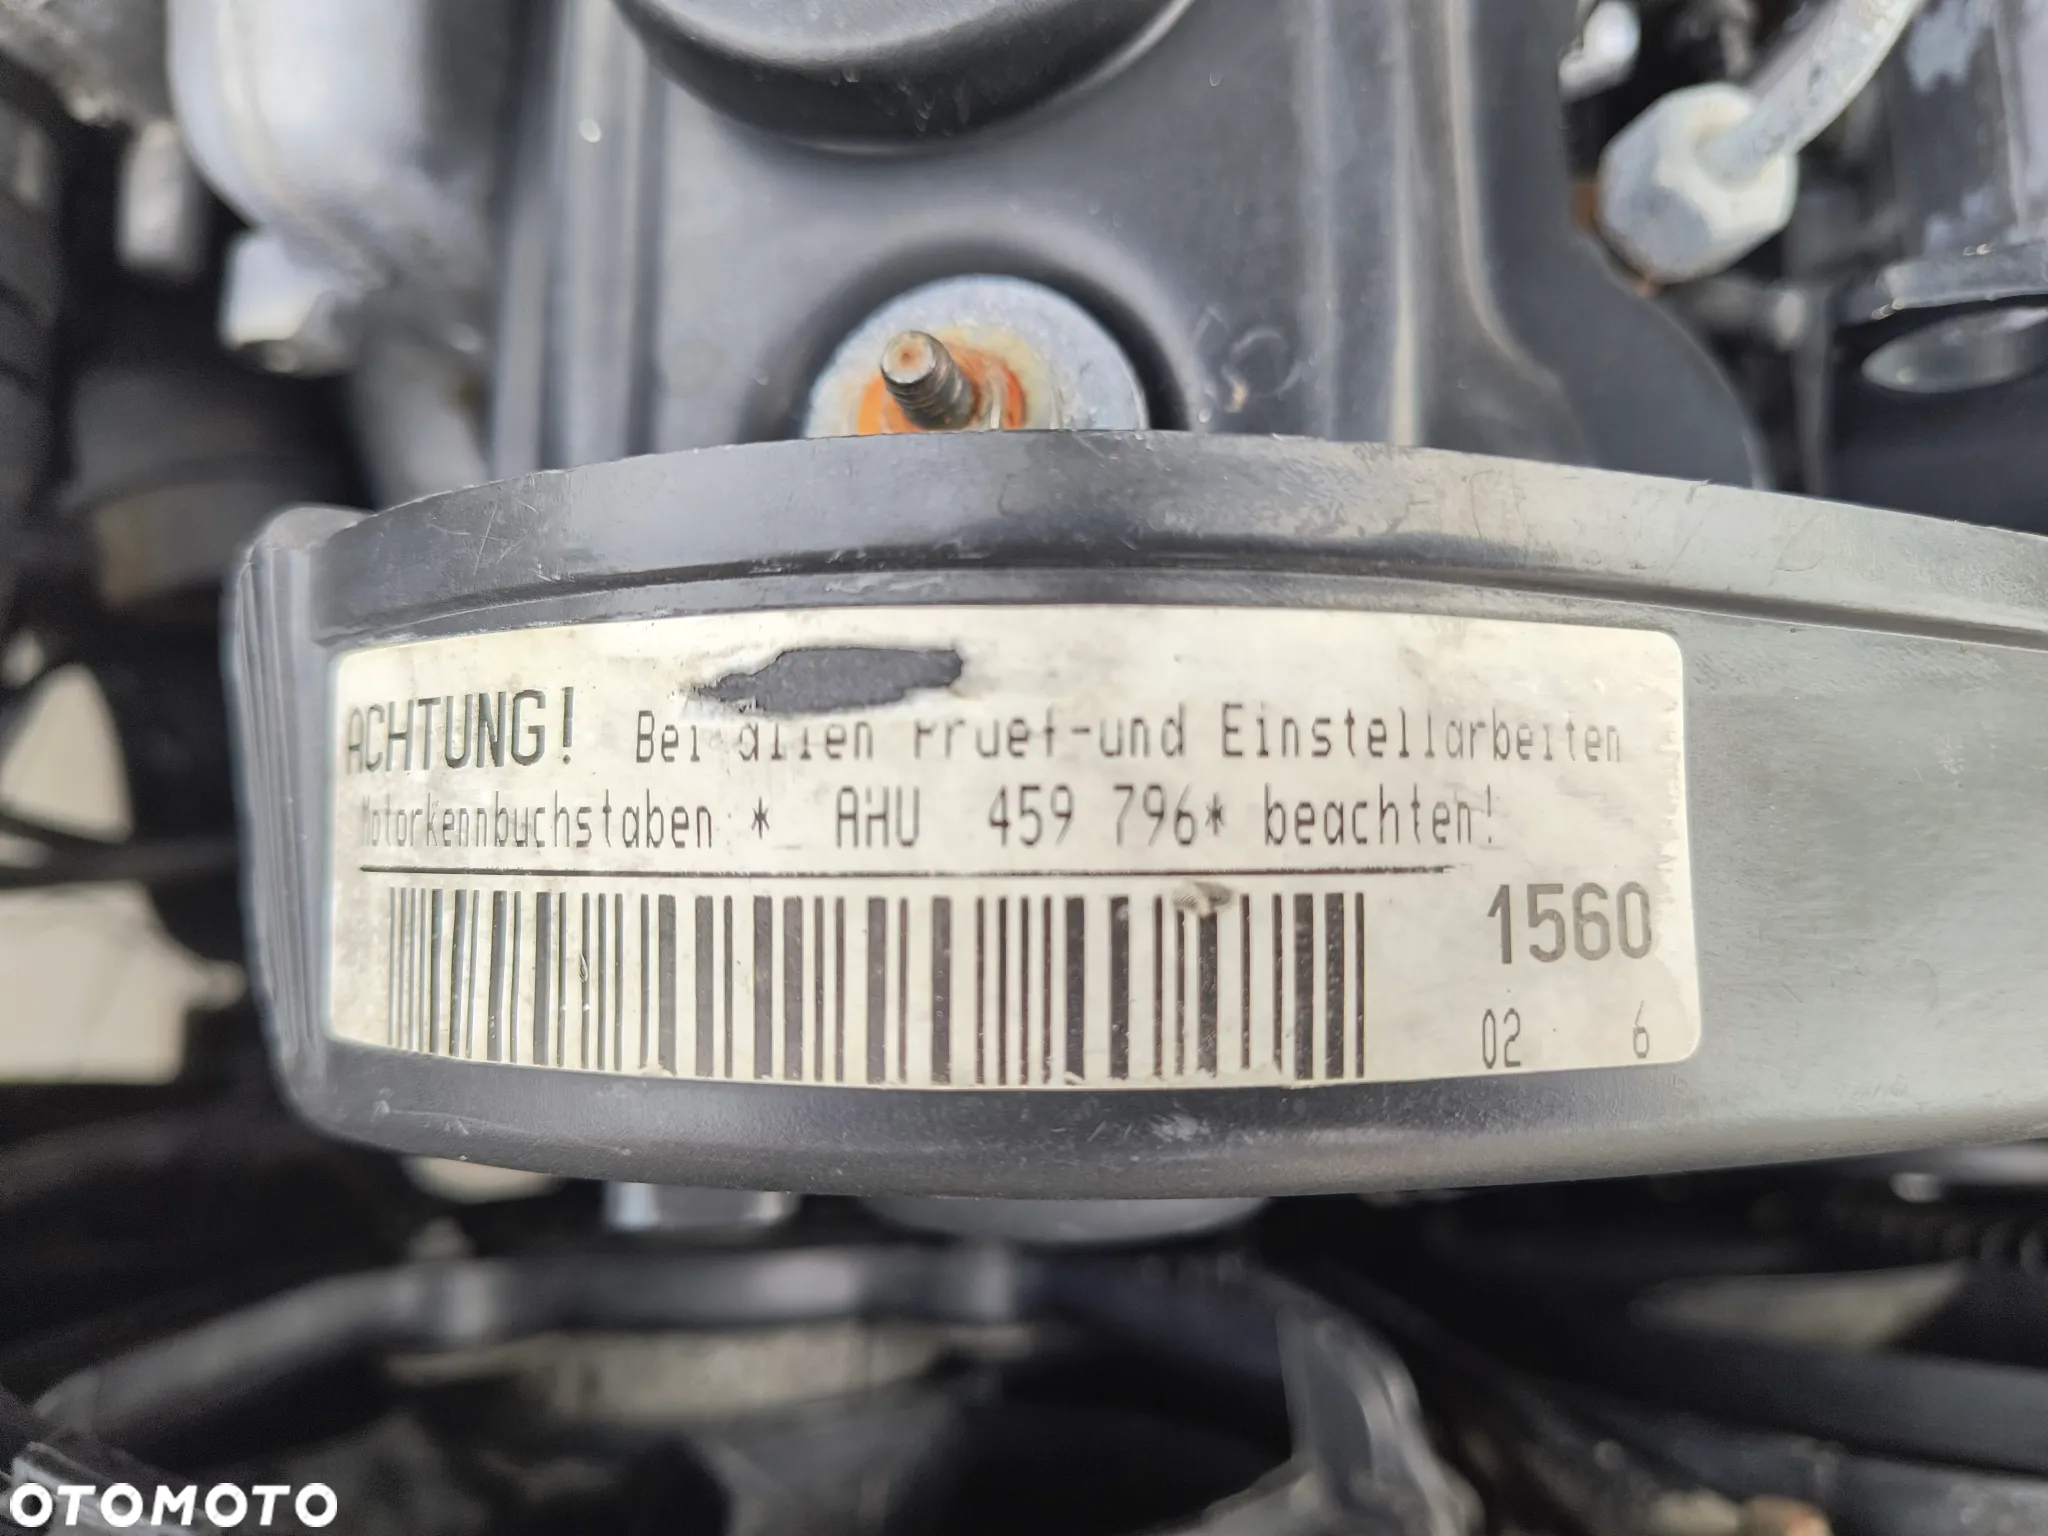 ACHTUNG! Bei allen Pruef-und Einstellarbeiten
Motorkennbuchstaben * AHU 459 796* beachten!
1560
02 6
OTOMOTO